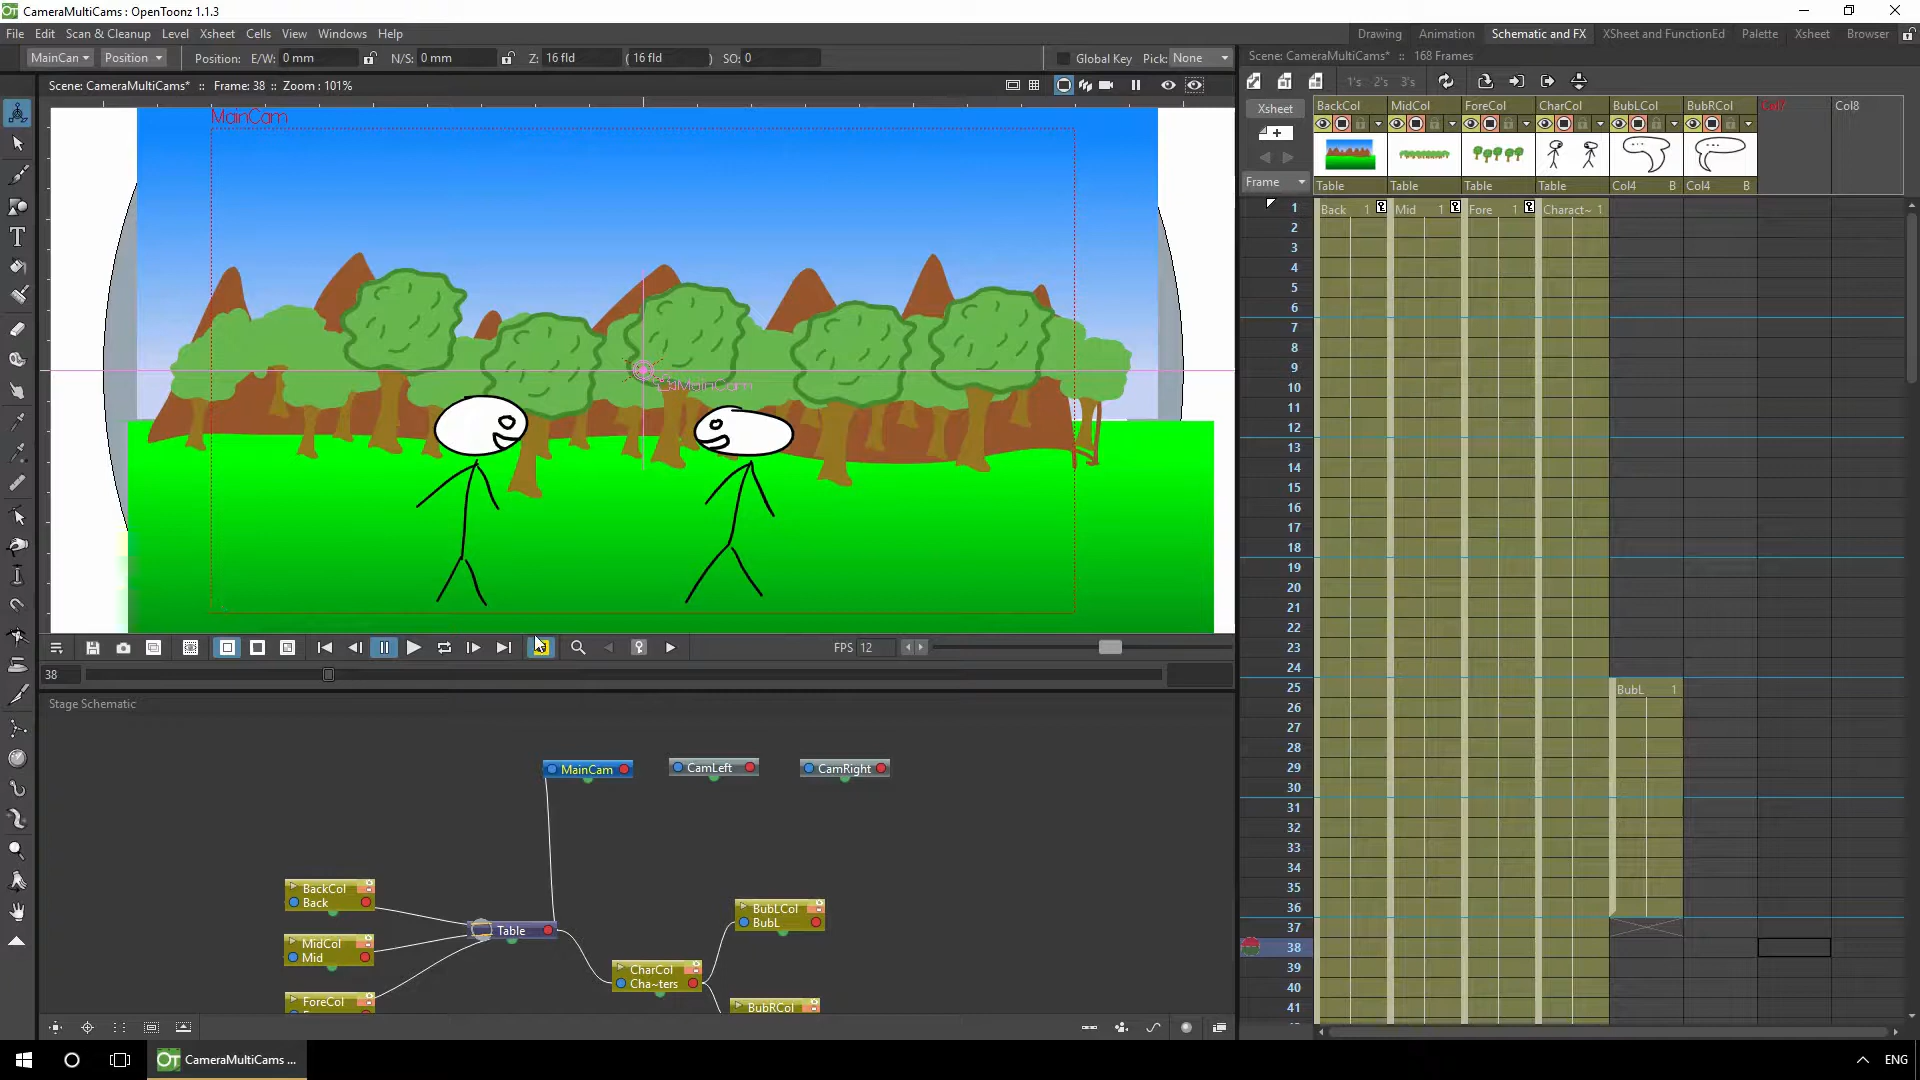 CameraMultiCams : OpenToonz 1.1.3
File Edit Scan & Cleanup Level Xsheet Cells View Windows Help
Drawing Animation Schematic and FX XSheet and FunctionEd Palette Xsheet Browser
MainCan Position Position: E/W: 0 mm N/S: 0 mm Z: 16 fld ( 16 fld ) SO: 0 Global Key Pick: None
Scene: CameraMultiCams* :: 168 Frames
Scene: CameraMultiCams* :: Frame: 38 :: Zoom : 101%
1's 2's 3's
Xsheet BackCol MidCol ForeCol CharCol BubLCol BubRCol Col7 Col8
MainCam
Frame Table Table Table Table Col4 B Col4 B
1 Back 1 Mid 1 Fore 1 Charact~ 1
2
3
4
5
6
7
8
9
MainCam
10
11
12
13
14
15
16
17
18
19
20
21
22
23
24
25 BubL 1
26
27
28
29
30
31
32
33
34
35
36
37
38
39
40
41
FPS 12
38
Stage Schematic
MainCam CamLeft CamRight
BackCol
Back
BubLCol
BubL
Table
MidCol
Mid
CharCol
Cha~ters
ForeCol
BubRCol
CameraMultiCams ...
ENG